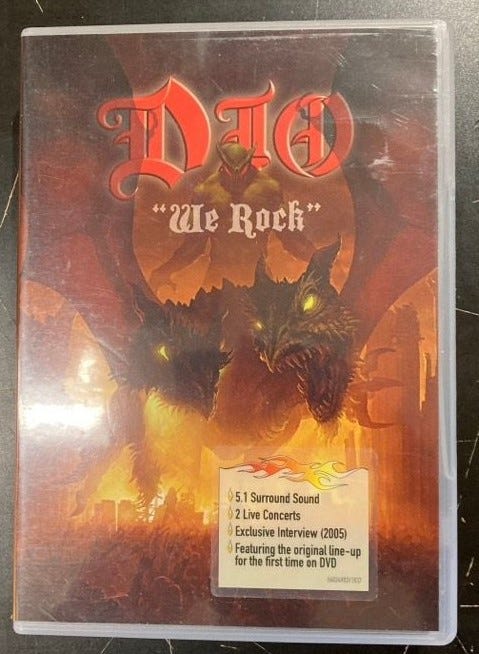 DIO
"We Rock"
5.1 Surround Sound
2 Live Concerts
Exclusive Interview (2005)
Featuring the original line-up
for the first time on DVD